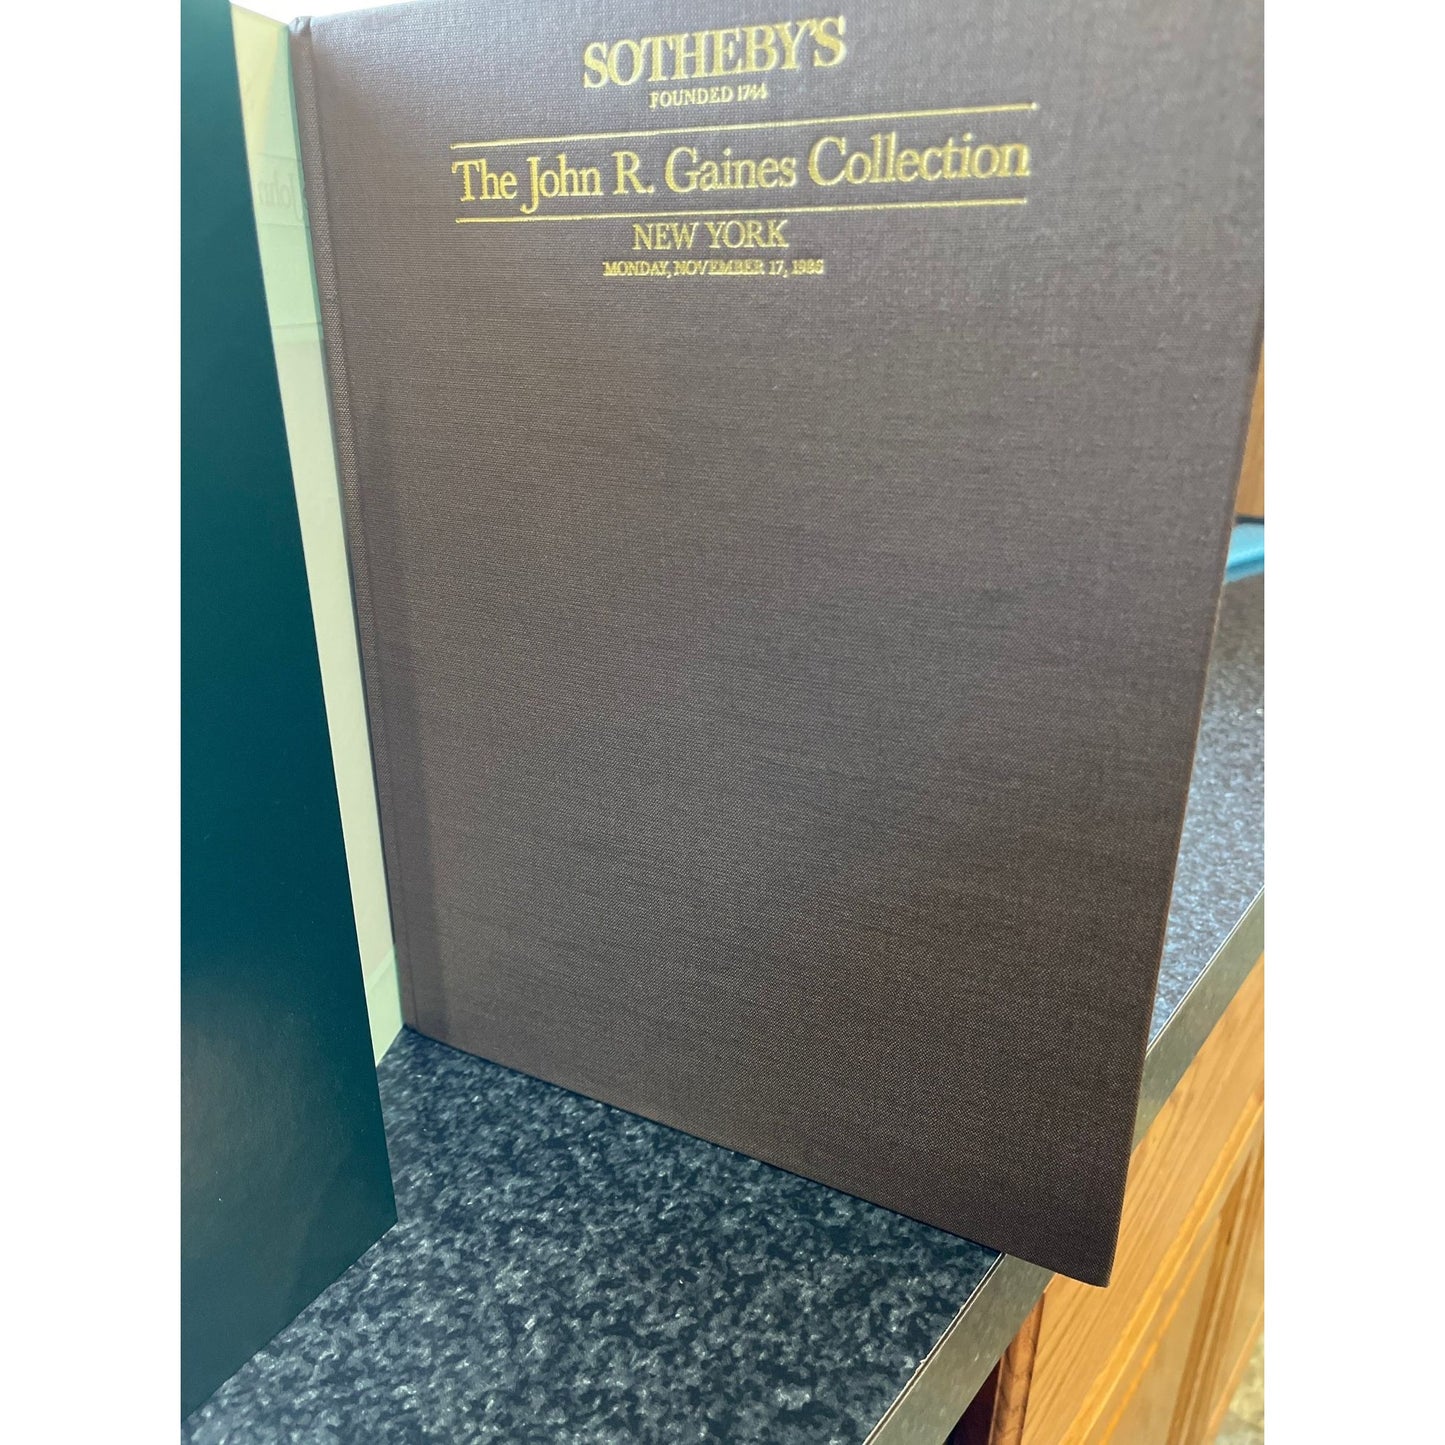 SOTHEBY'S
FOUNDED 1744
The John R. Gaines Collection
NEW YORK
MONDAY, NOVEMBER 17, 1986